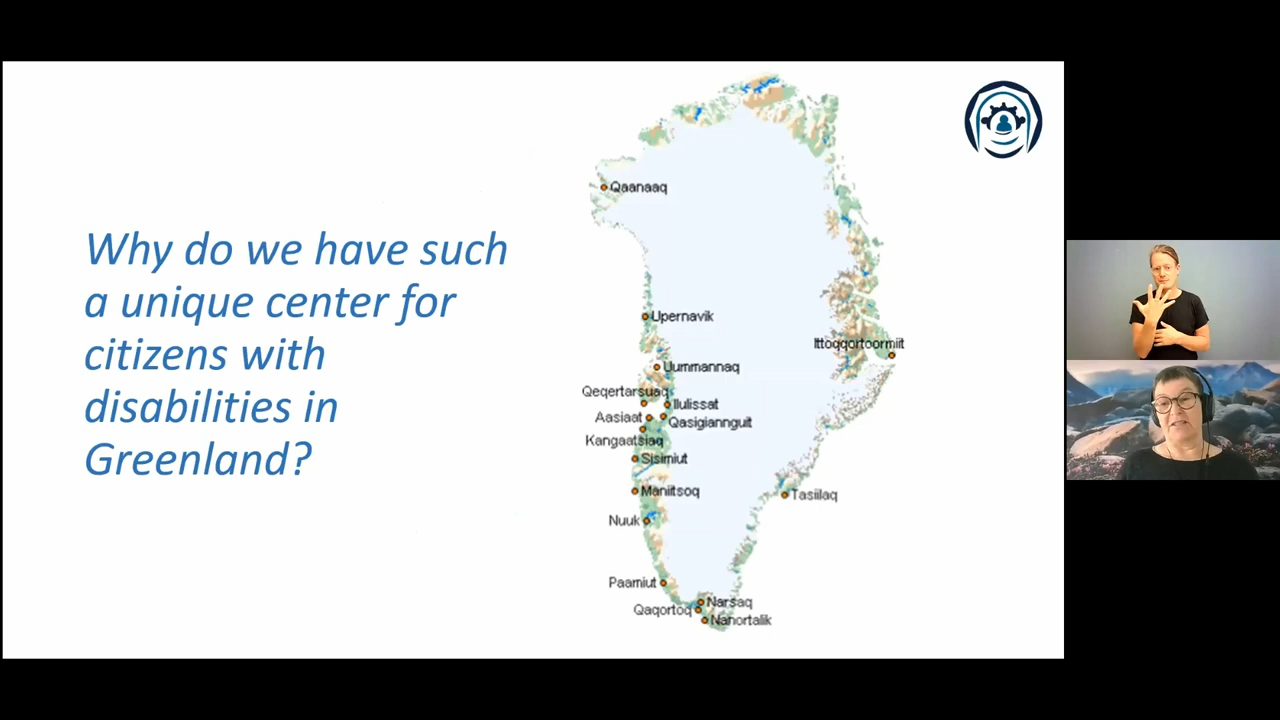 Why do we have such
a unique center for
citizens with
disabilities in
Greenland?
Qaanaaq
Upernavik
Ittoqqortoormiit
Uummannaq
Qeqertarsuaq
Ilulissat
Aasiaat
Qasigiannguit
Kangaatsiaq
Sisimiut
Maniitsoq
Tasiilaq
Nuuk
Paamiut
Narsaq
Qaqortoq
Nanortalik